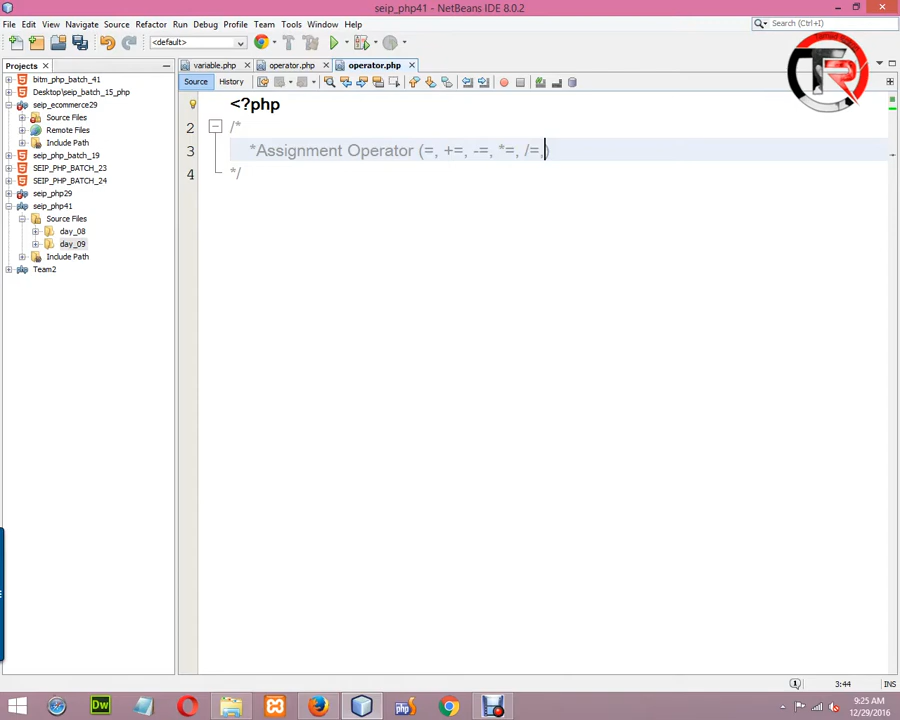 seip_php41 - NetBeans IDE 8.0.2
File Edit View Navigate Source Refactor Run Debug Profile Team Tools Window Help
Search (Ctrl+I)
<default>
Projects
variable.php operator.php operator.php
Source History
bitm_php_batch_41
Desktop\seip_batch_15_php
seip_ecommerce29
Source Files
Remote Files
Include Path
seip_php_batch_19
SEIP_PHP_BATCH_23
SEIP_PHP_BATCH_24
seip_php29
seip_php41
Source Files
day_08
day_09
Include Path
Team2
<?php
2 /*
3 *Assignment Operator (=, +=, -=, *=, /=,)
4 */
TR
3:44 INS
Dw
php
9:25 AM
12/29/2016